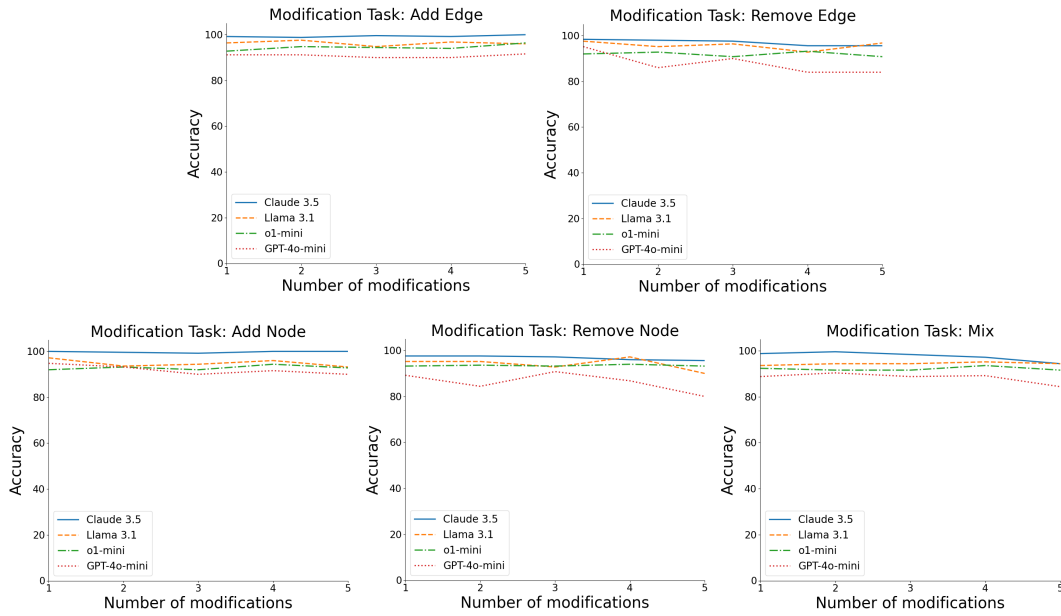 Modification Task: Add Edge
100
80
60
40
20
0
Accuracy
Claude 3.5
Llama 3.1
o1-mini
GPT-4o-mini
1 2 3 4 5
Number of modifications
Modification Task: Remove Edge
100
80
60
40
20
0
Accuracy
Claude 3.5
Llama 3.1
o1-mini
GPT-4o-mini
1 2 3 4 5
Number of modifications
Modification Task: Add Node
100
80
60
40
20
0
Accuracy
Claude 3.5
Llama 3.1
o1-mini
GPT-4o-mini
1 2 3 4 5
Number of modifications
Modification Task: Remove Node
100
80
60
40
20
0
Accuracy
Claude 3.5
Llama 3.1
o1-mini
GPT-4o-mini
1 2 3 4 5
Number of modifications
Modification Task: Mix
100
80
60
40
20
0
Accuracy
Claude 3.5
Llama 3.1
o1-mini
GPT-4o-mini
1 2 3 4 5
Number of modifications